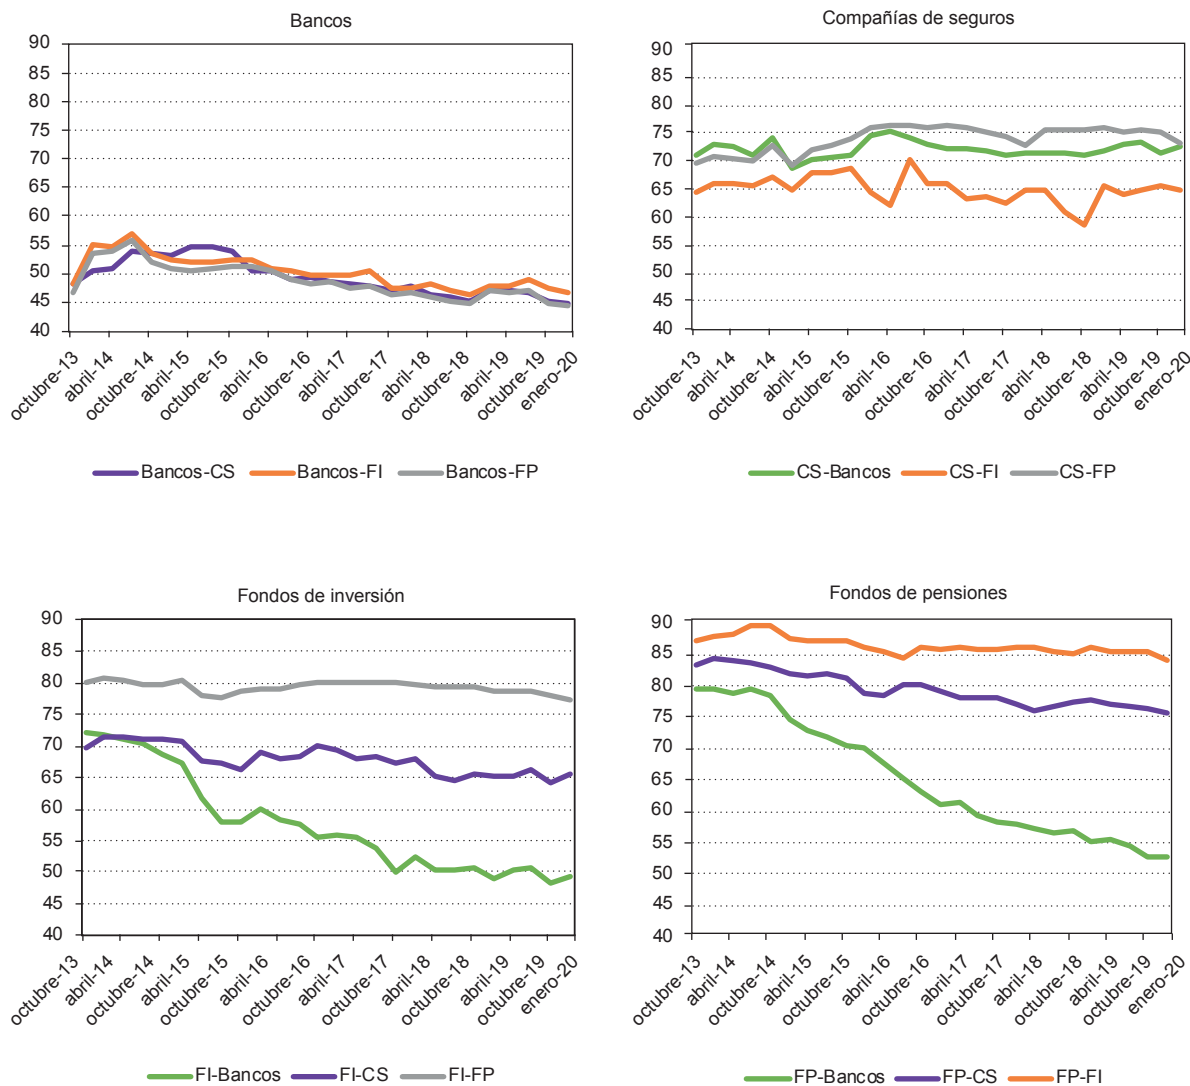 Bancos
90
85
80
75
70
65
60
55
50
45
40
octubre-13
abril-14
octubre-14
abril-15
octubre-15
abril-16
octubre-16
abril-17
octubre-17
abril-18
octubre-18
abril-19
octubre-19
enero-20
Bancos-CS Bancos-FI Bancos-FP
Compañías de seguros
90
85
80
75
70
65
60
55
50
45
40
octubre-13
abril-14
octubre-14
abril-15
octubre-15
abril-16
octubre-16
abril-17
octubre-17
abril-18
octubre-18
abril-19
octubre-19
enero-20
CS-Bancos CS-FI CS-FP
Fondos de inversión
90
85
80
75
70
65
60
55
50
45
40
octubre-13
abril-14
octubre-14
abril-15
octubre-15
abril-16
octubre-16
abril-17
octubre-17
abril-18
octubre-18
abril-19
octubre-19
enero-20
FI-Bancos FI-CS FI-FP
Fondos de pensiones
90
85
80
75
70
65
60
55
50
45
40
octubre-13
abril-14
octubre-14
abril-15
octubre-15
abril-16
octubre-16
abril-17
octubre-17
abril-18
octubre-18
abril-19
octubre-19
enero-20
FP-Bancos FP-CS FP-FI